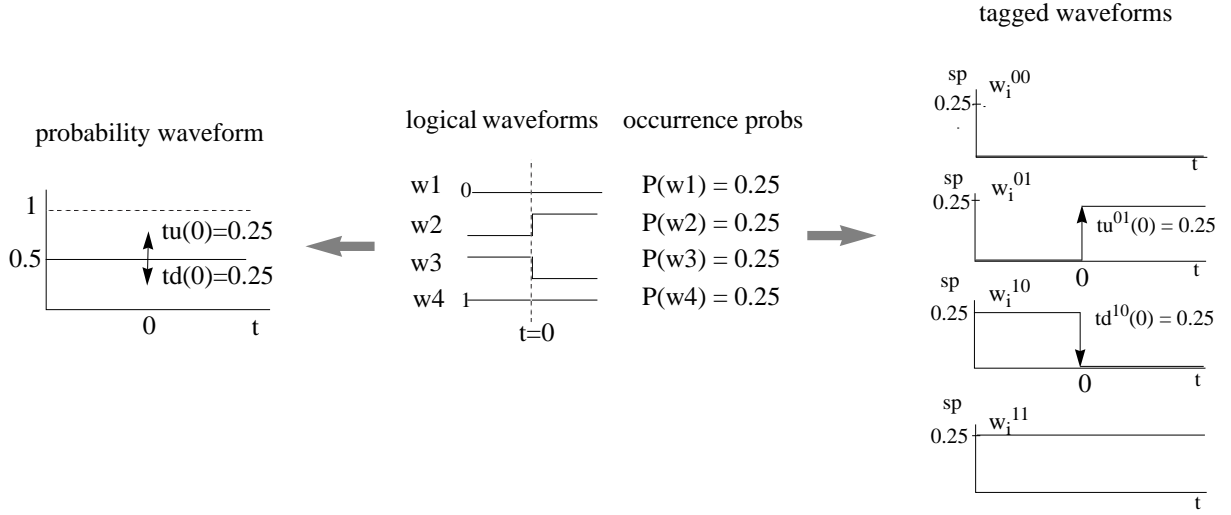 probability waveform
1
tu(0)=0.25
0.5
td(0)=0.25
0
t
logical waveforms
w1
0
w2
w3
w4
1
t=0
occurrence probs
P(w1) = 0.25
P(w2) = 0.25
P(w3) = 0.25
P(w4) = 0.25
tagged waveforms
sp
w_i^00
0.25
t
sp
w_i^01
0.25
tu^01(0) = 0.25
0
t
sp
w_i^10
0.25
td^10(0) = 0.25
0
t
sp
w_i^11
0.25
t